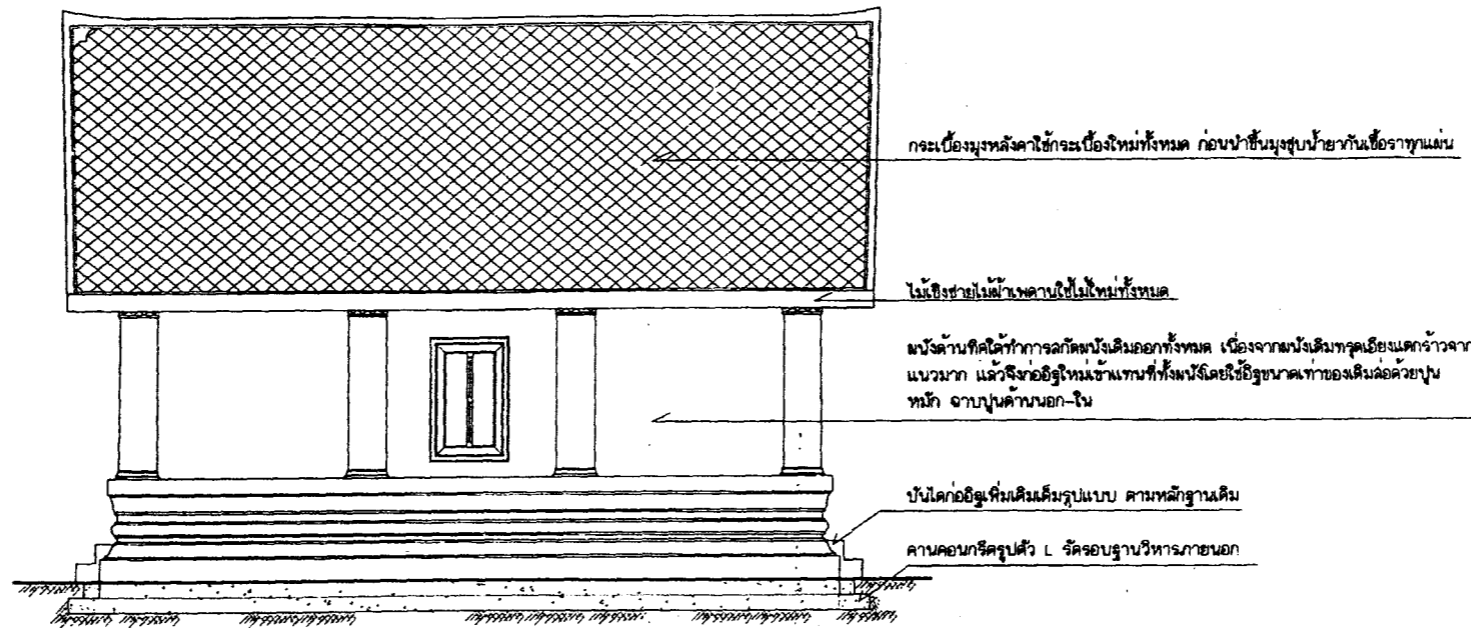 กระเบื้องมุงหลังคาใช้กระเบื้องใหม่ทั้งหมด ก่อนนำขึ้นมุงชุบน้ำยากันเชื้อราทุกแผ่น
ไม้เชิงชายไม้ฝ้าเพดานใช้ไม้ใหม่ทั้งหมด
ผนังด้านทิศใต้ทำการสกัดผนังเดิมออกทั้งหมด เนื่องจากผนังเดิมทรุดเอียงแตกร้าวจาก
แนวมาก แล้วจึงก่ออิฐใหม่เข้าแทนที่ทั้งผนังโดยใช้อิฐขนาดเท่าของเดิมสอด้วยปูน
หมัก ฉาบปูนด้านนอก-ใน
บันไดก่ออิฐเพิ่มเติมเต็มรูปแบบ ตามหลักฐานเดิม
คานคอนกรีตรูปตัว L รัดรอบฐานวิหารภายนอก